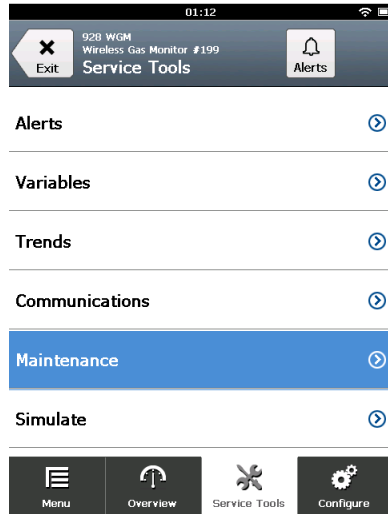 01:12
928 WGM
Wireless Gas Monitor #199
Exit
Service Tools
Alerts
Alerts
Variables
Trends
Communications
Maintenance
Simulate
Menu
Overview
Service Tools
Configure